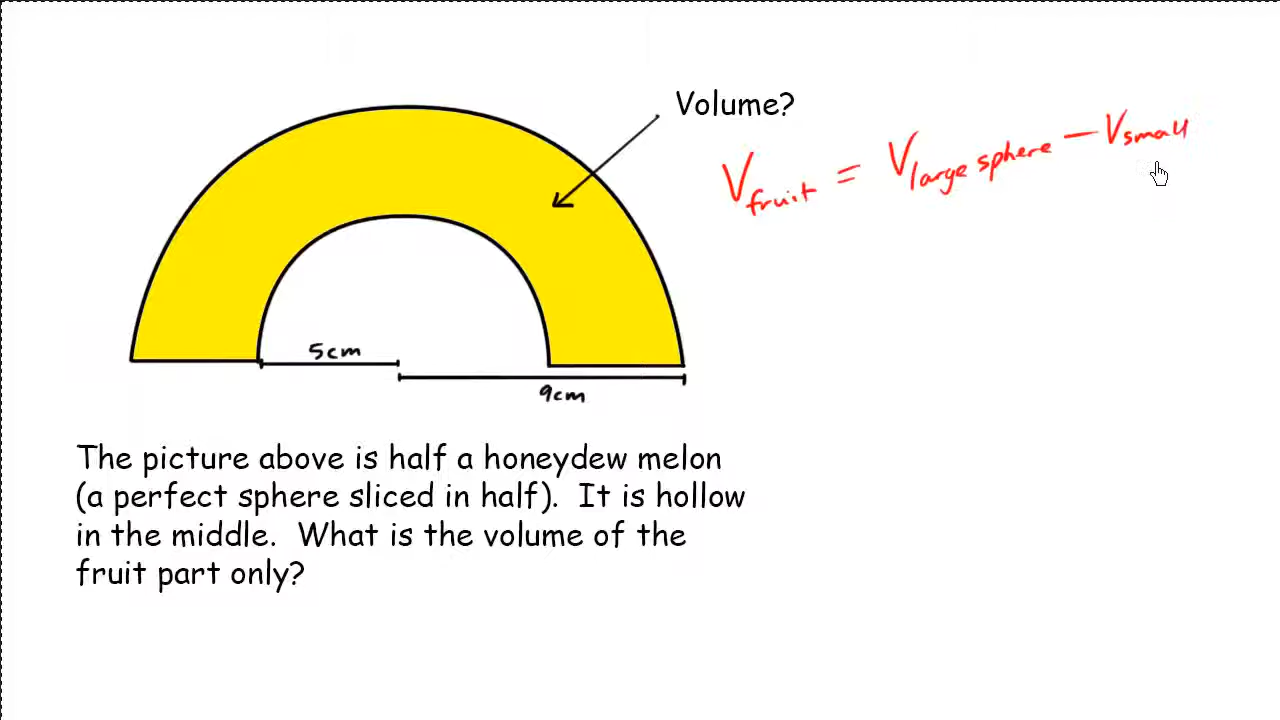 Volume?
Vfruit = Vlarge sphere - Vsmall
5cm
9cm
The picture above is half a honeydew melon
(a perfect sphere sliced in half). It is hollow
in the middle. What is the volume of the
fruit part only?